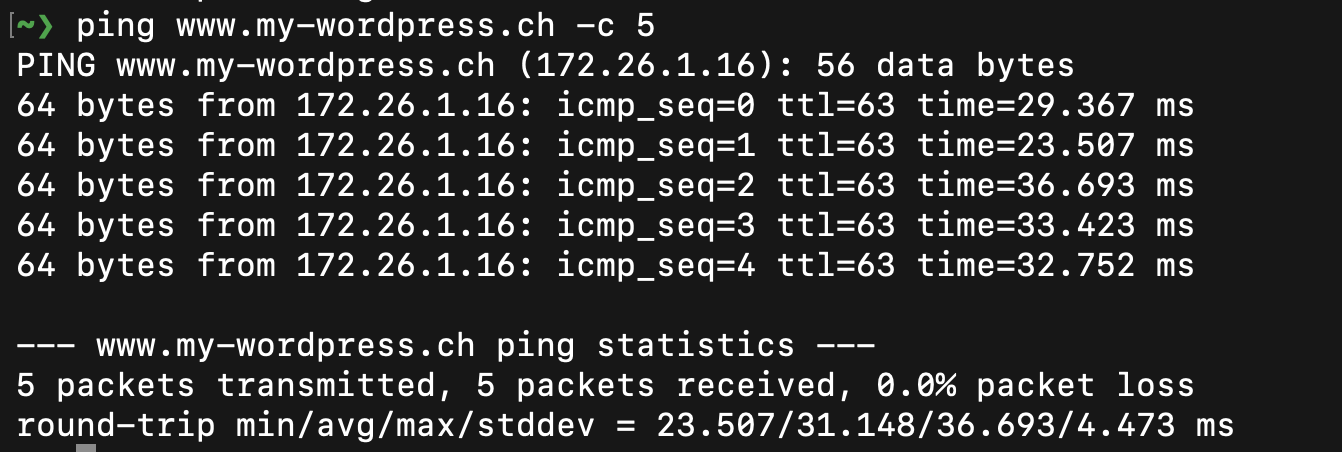 [~❯ ping www.my-wordpress.ch -c 5
PING www.my-wordpress.ch (172.26.1.16): 56 data bytes
64 bytes from 172.26.1.16: icmp_seq=0 ttl=63 time=29.367 ms
64 bytes from 172.26.1.16: icmp_seq=1 ttl=63 time=23.507 ms
64 bytes from 172.26.1.16: icmp_seq=2 ttl=63 time=36.693 ms
64 bytes from 172.26.1.16: icmp_seq=3 ttl=63 time=33.423 ms
64 bytes from 172.26.1.16: icmp_seq=4 ttl=63 time=32.752 ms
--- www.my-wordpress.ch ping statistics ---
5 packets transmitted, 5 packets received, 0.0% packet loss
round-trip min/avg/max/stddev = 23.507/31.148/36.693/4.473 ms